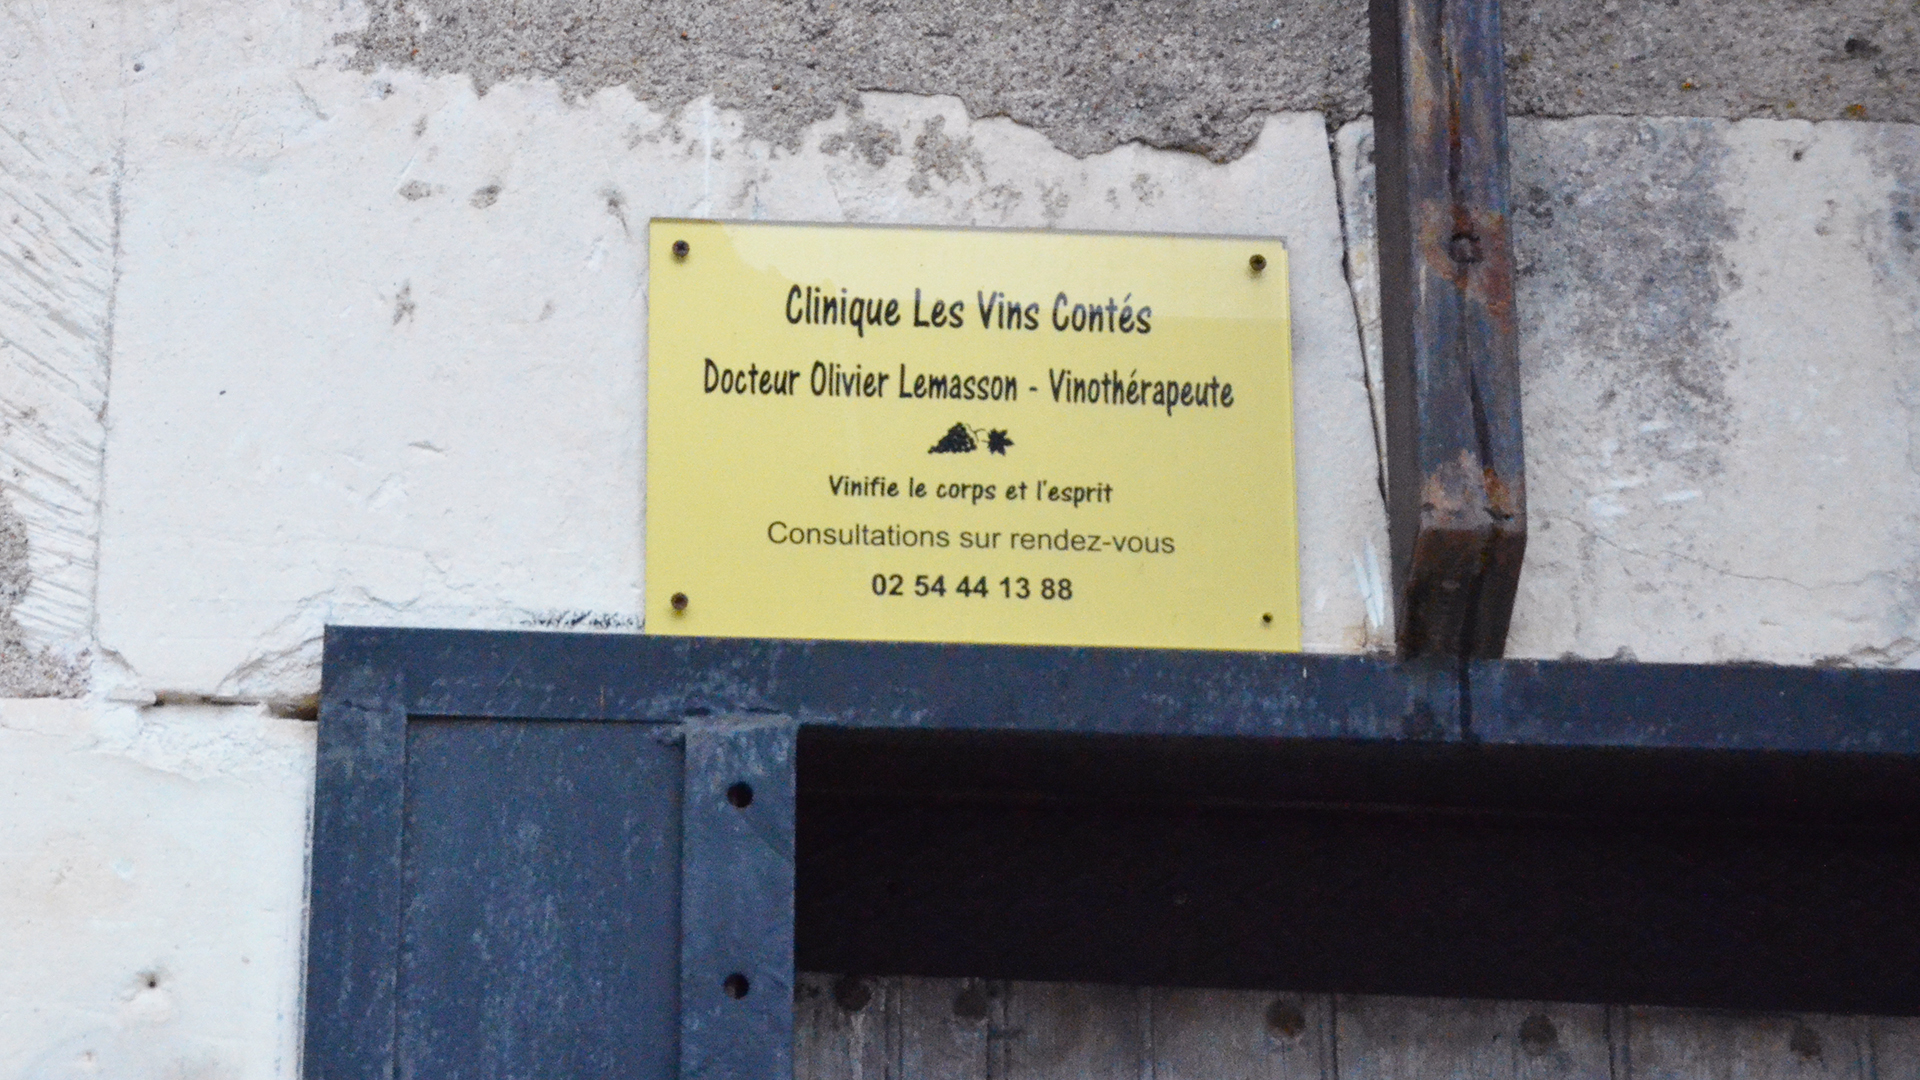 Clinique Les Vins Contés
Docteur Olivier Lemasson - Vinothérapeute
Vinifie le corps et l'esprit
Consultations sur rendez-vous
02 54 44 13 88